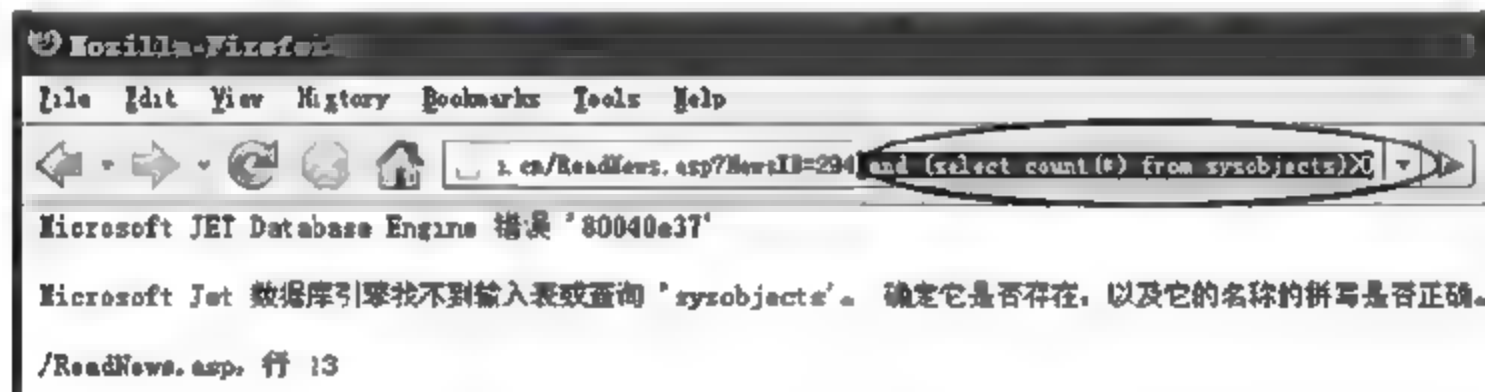 Mozilla-Firefox
File Edit View History Bookmarks Tools Help
.cn/ReadNews.asp?NewsID=294 and (select count(*) from sysobjects)>0
Microsoft JET Database Engine 错误 '80040e37'
Microsoft Jet 数据库引擎找不到输入表或查询 'sysobjects'。 确定它是否存在，以及它的名称的拼写是否正确。
/ReadNews.asp，行 13